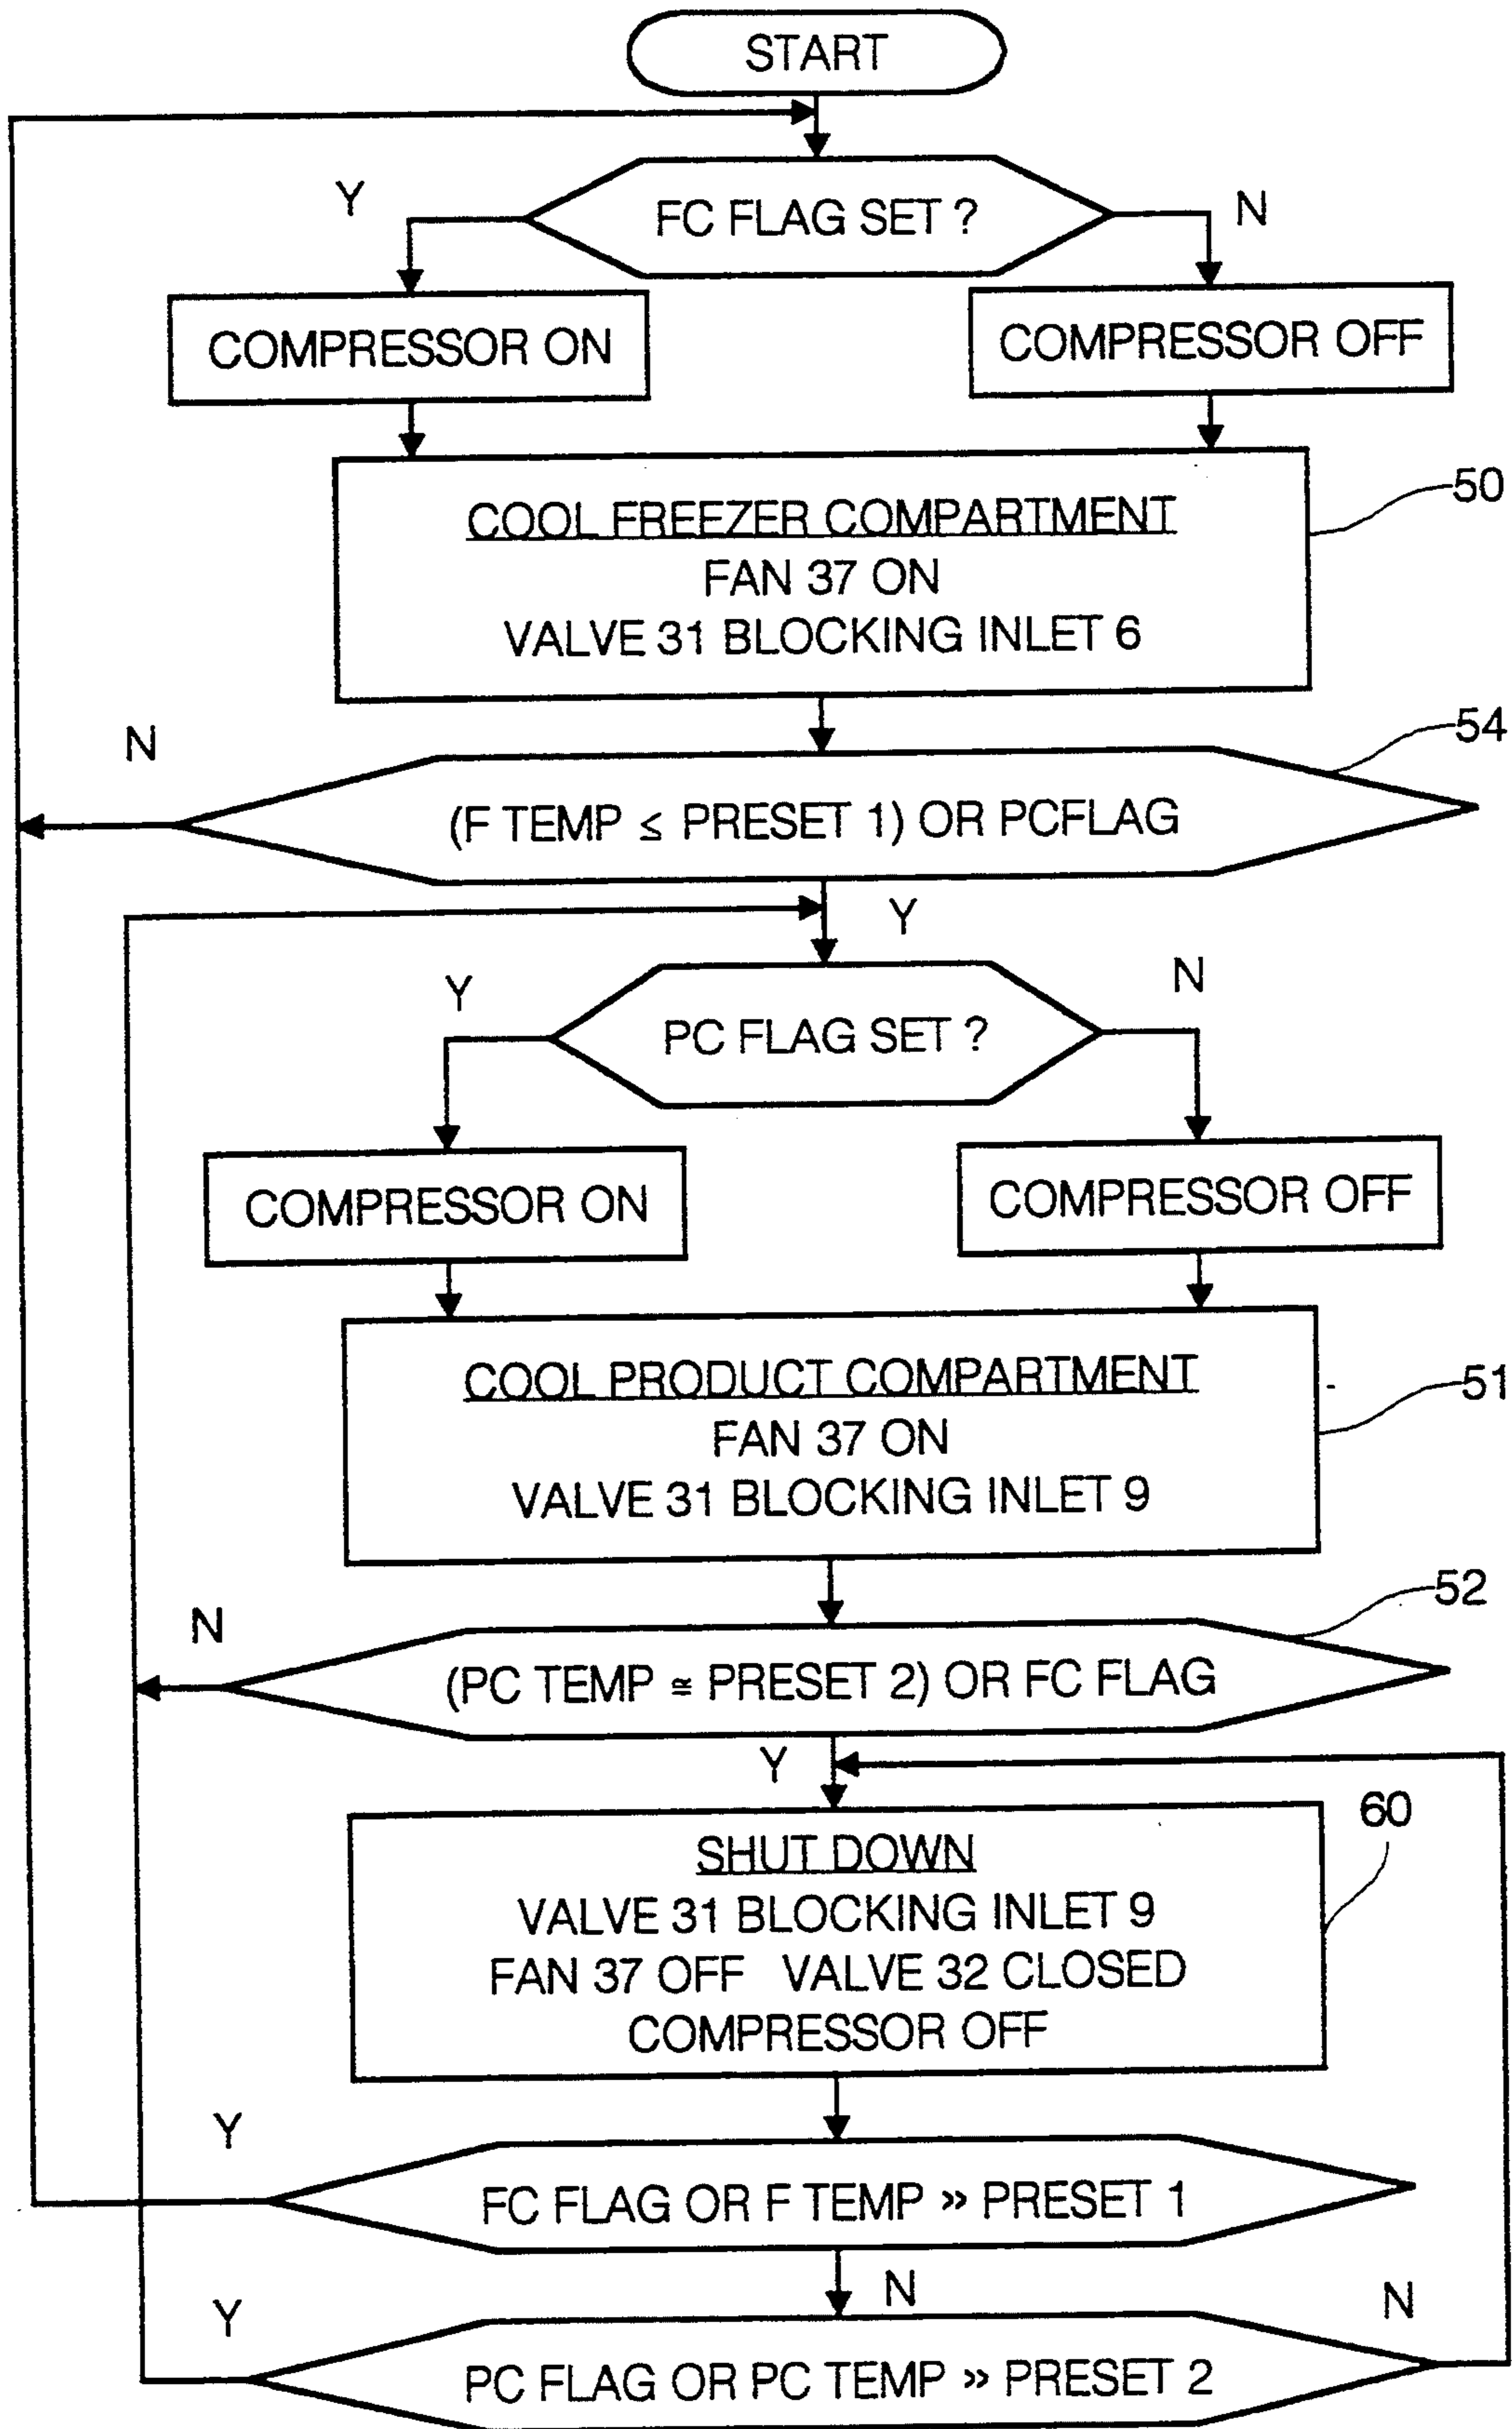 START
Y
FC FLAG SET ?
N
COMPRESSOR ON
COMPRESSOR OFF
COOL FREEZER COMPARTMENT
FAN 37 ON
VALVE 31 BLOCKING INLET 6
50
N
54
(F TEMP ≤ PRESET 1) OR PCFLAG
Y
Y
PC FLAG SET ?
N
COMPRESSOR ON
COMPRESSOR OFF
COOL PRODUCT COMPARTMENT
FAN 37 ON
VALVE 31 BLOCKING INLET 9
51
N
52
(PC TEMP ≅ PRESET 2) OR FC FLAG
Y
60
SHUT DOWN
VALVE 31 BLOCKING INLET 9
FAN 37 OFF VALVE 32 CLOSED
COMPRESSOR OFF
Y
FC FLAG OR F TEMP » PRESET 1
N
Y
N
PC FLAG OR PC TEMP » PRESET 2